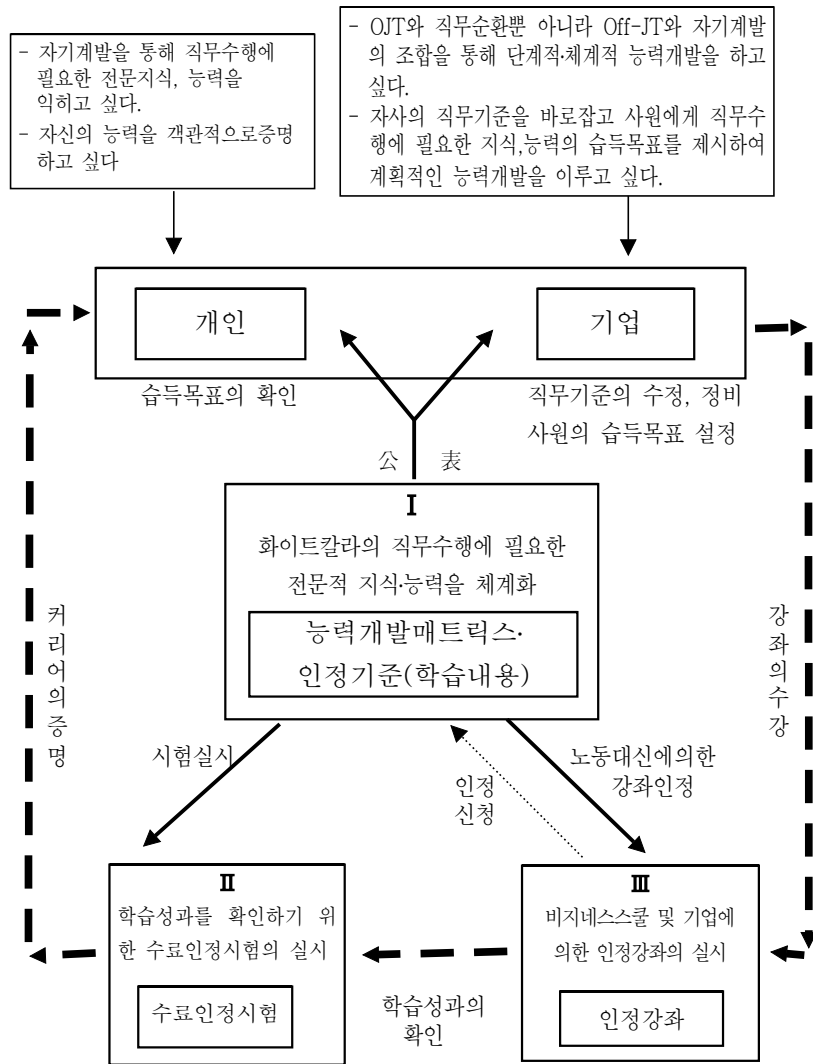 - 자기계발을 통해 직무수행에
필요한 전문지식, 능력을
익히고 싶다.
- 자신의 능력을 객관적으로증명
하고 싶다
- OJT와 직무순환뿐 아니라 Off-JT와 자기계발
의 조합을 통해 단계적·체계적 능력개발을 하고
싶다.
- 자사의 직무기준을 바로잡고 사원에게 직무수
행에 필요한 지식,능력의 습득목표를 제시하여
계획적인 능력개발을 이루고 싶다.
개인
기업
습득목표의 확인
직무기준의 수정, 정비
사원의 습득목표 설정
公 表
Ⅰ
화이트칼라의 직무수행에 필요한
전문적 지식·능력을 체계화
능력개발매트릭스·
인정기준(학습내용)
커리어의증명
강좌의수강
시험실시
인정
신청
노동대신에의한
강좌인정
Ⅱ
학습성과를 확인하기 위
한 수료인정시험의 실시
수료인정시험
학습성과의
확인
Ⅲ
비지네스스쿨 및 기업에
의한 인정강좌의 실시
인정강좌